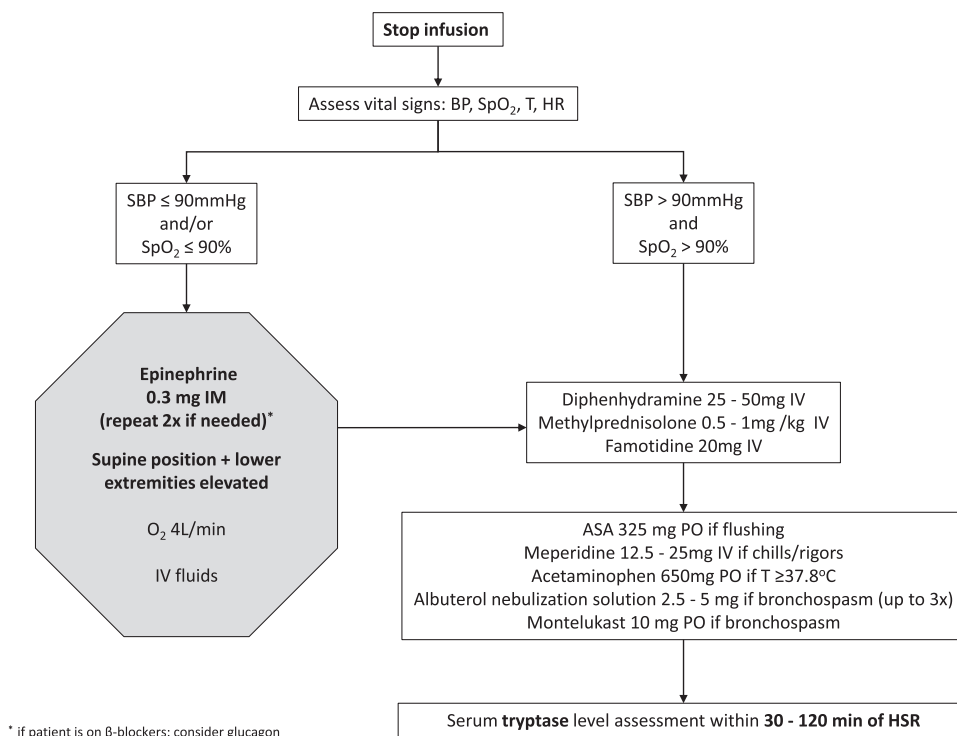 Stop infusion
Assess vital signs: BP, SpO₂, T, HR
SBP ≤ 90mmHg
and/or
SpO₂ ≤ 90%
SBP > 90mmHg
and
SpO₂ > 90%
Epinephrine
0.3 mg IM
(repeat 2x if needed)*
Supine position + lower
extremities elevated
O₂ 4L/min
IV fluids
Diphenhydramine 25 - 50mg IV
Methylprednisolone 0.5 - 1mg /kg IV
Famotidine 20mg IV
ASA 325 mg PO if flushing
Meperidine 12.5 - 25mg IV if chills/rigors
Acetaminophen 650mg PO if T ≥37.8ºC
Albuterol nebulization solution 2.5 - 5 mg if bronchospasm (up to 3x)
Montelukast 10 mg PO if bronchospasm
Serum tryptase level assessment within 30 - 120 min of HSR
* if patient is on β-blockers: consider glucagon